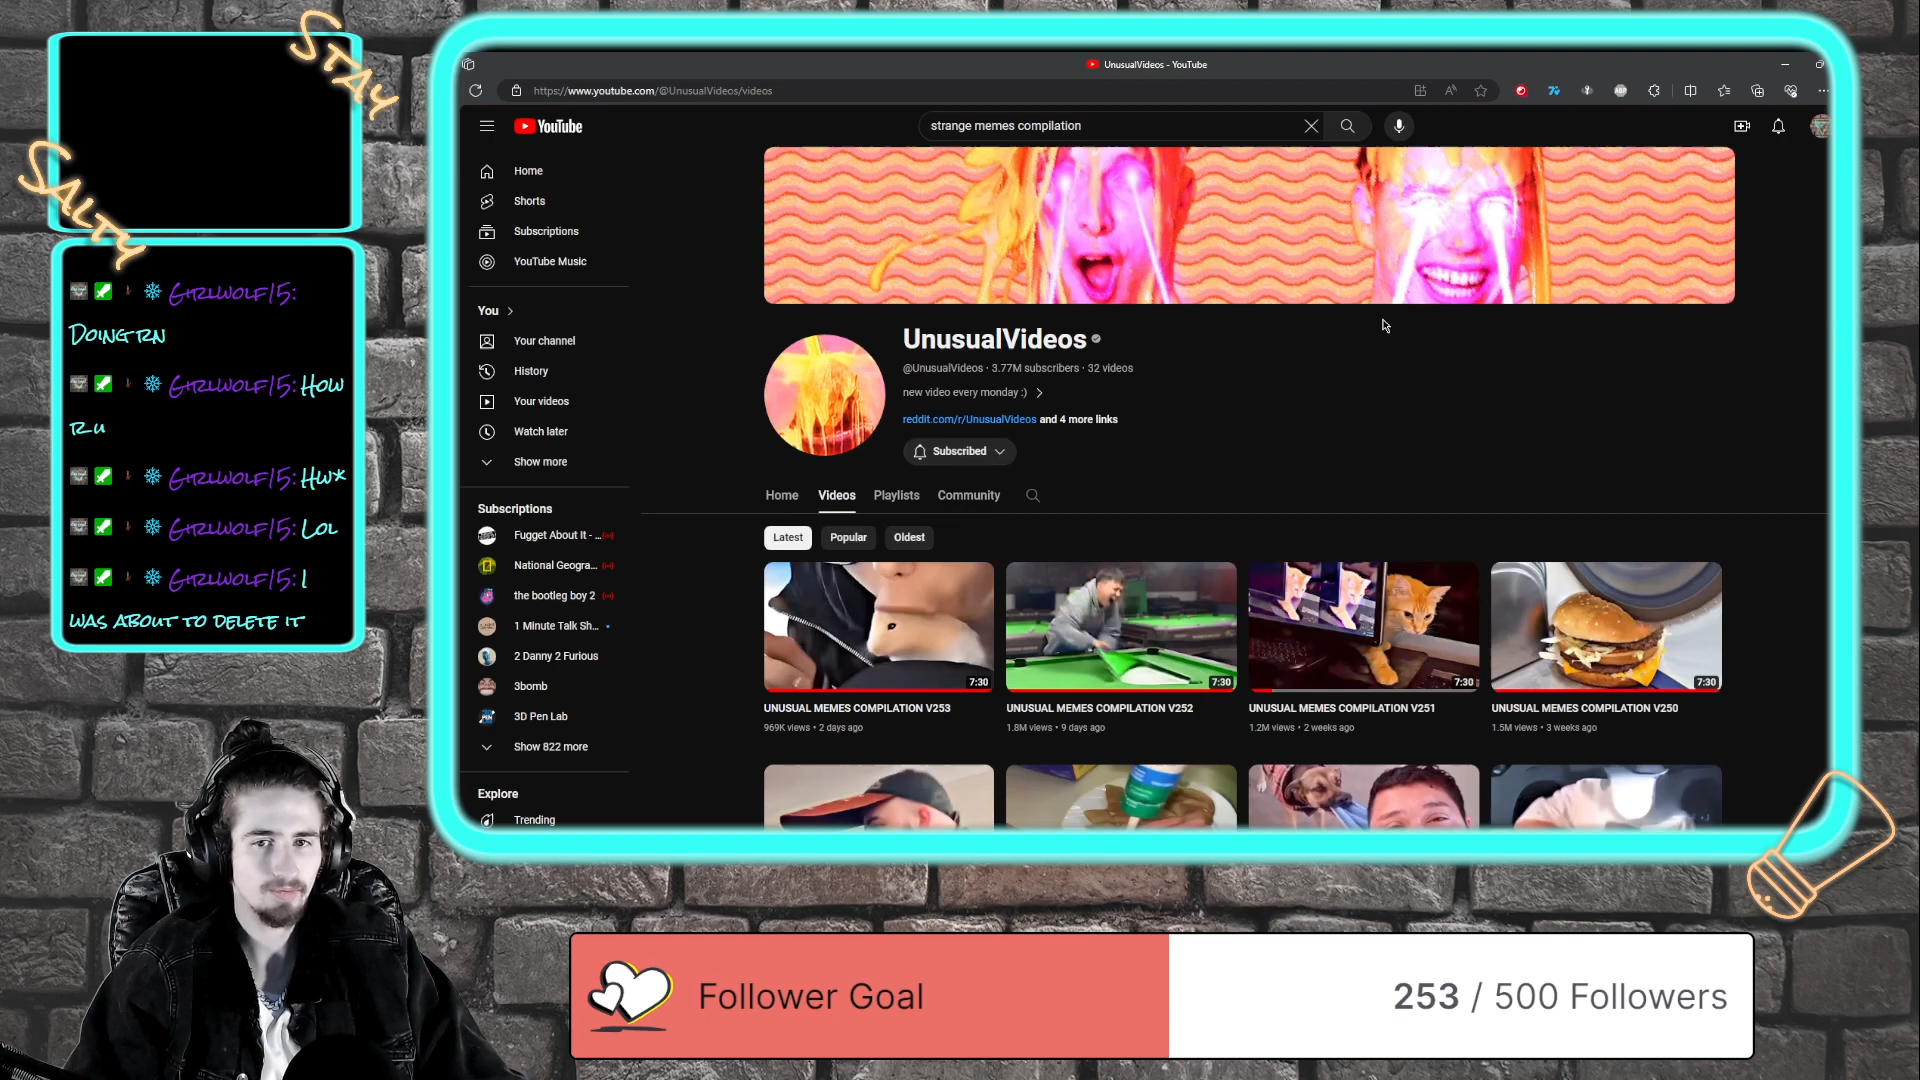 Stay
Salty
Girlwolf15:
Doing rn
Girlwolf15: How
r u
Girlwolf15: Hw*
Girlwolf15: Lol
Girlwolf15: I
was about to delete it
UnusualVideos - YouTube
https://www.youtube.com/@UnusualVideos/videos
YouTube
strange memes compilation
Home
Shorts
Subscriptions
YouTube Music
You
Your channel
History
Your videos
Watch later
Show more
Subscriptions
Fugget About It - ...
National Geogra...
the bootleg boy 2
1 Minute Talk Sh...
2 Danny 2 Furious
3bomb
3D Pen Lab
Show 822 more
Explore
Trending
UnusualVideos
@UnusualVideos · 3.77M subscribers · 32 videos
new video every monday :)
reddit.com/r/UnusualVideos and 4 more links
Subscribed
Home Videos Playlists Community
Latest Popular Oldest
7:30 7:30 7:30 7:30
UNUSUAL MEMES COMPILATION V253
969K views • 2 days ago
UNUSUAL MEMES COMPILATION V252
1.8M views • 9 days ago
UNUSUAL MEMES COMPILATION V251
1.2M views • 2 weeks ago
UNUSUAL MEMES COMPILATION V250
1.5M views • 3 weeks ago
Follower Goal
253 / 500 Followers